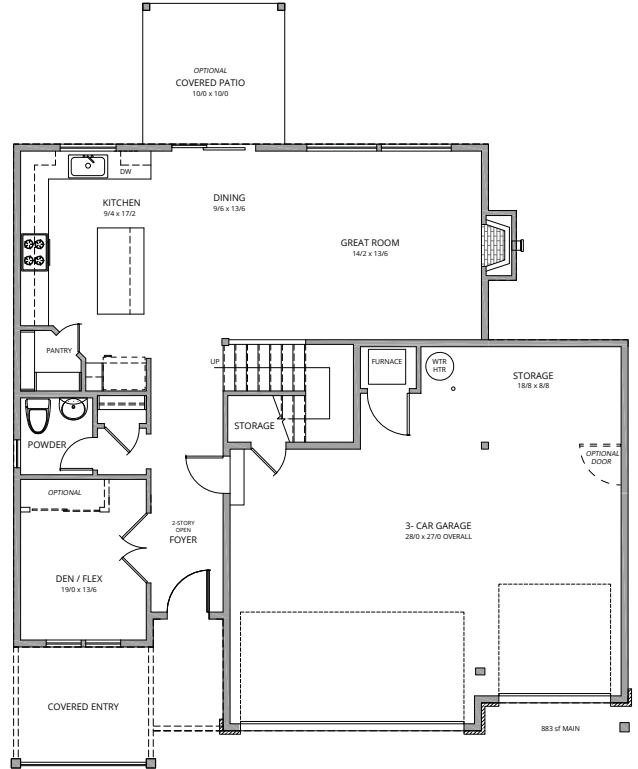 OPTIONAL
COVERED PATIO
10/0 x 10/0
DW
KITCHEN
9/4 x 17/2
DINING
9/6 x 13/6
GREAT ROOM
14/2 x 13/6
PANTRY
UP
FURNACE
WTR
HTR
STORAGE
18/8 x 8/8
STORAGE
POWDER
OPTIONAL
DOOR
OPTIONAL
2-STORY
OPEN
FOYER
3- CAR GARAGE
28/0 x 27/0 OVERALL
DEN / FLEX
19/0 x 13/6
COVERED ENTRY
883 sf MAIN